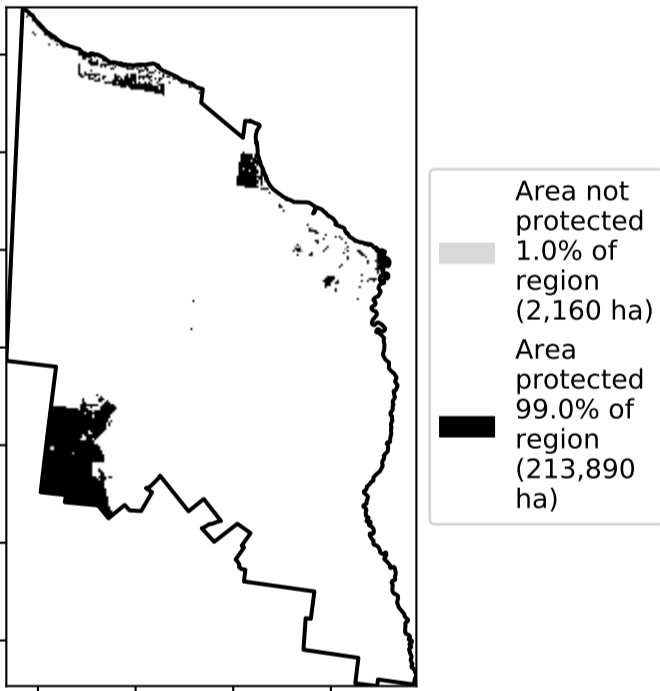 Area not
protected
1.0% of
region
(2,160 ha)
Area
protected
99.0% of
region
(213,890
ha)